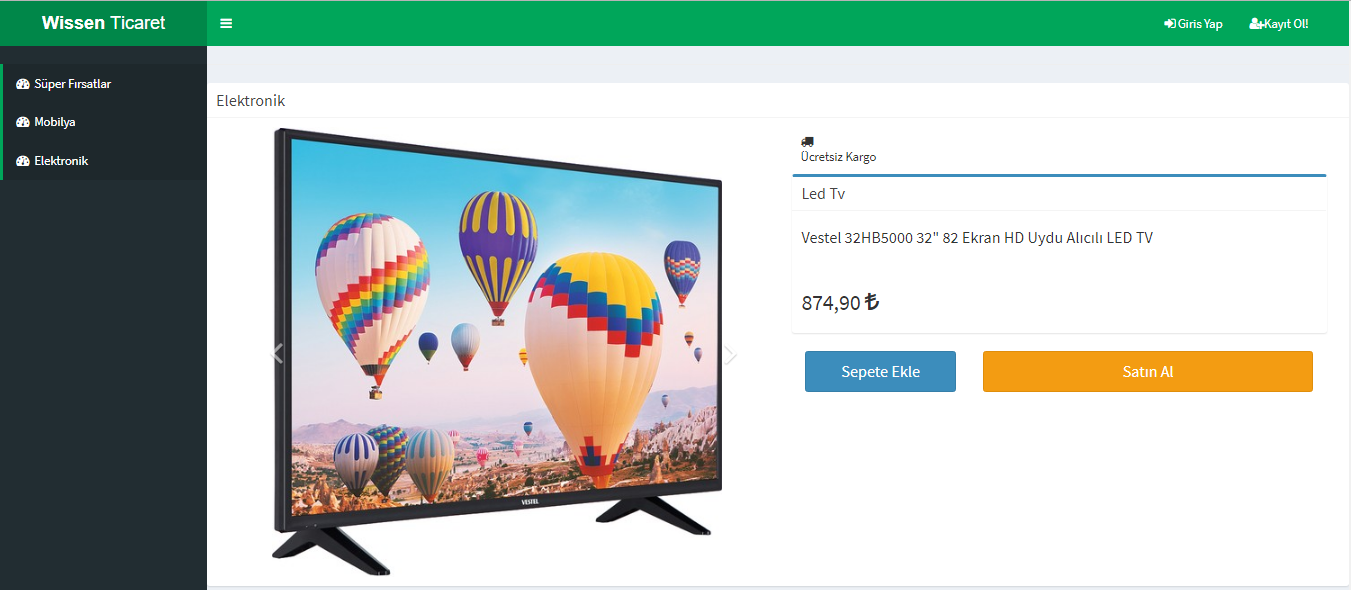 Wissen Ticaret
Giris Yap
Kayıt Ol!
Süper Fırsatlar
Mobilya
Elektronik
Elektronik
Ücretsiz Kargo
Led Tv
Vestel 32HB5000 32" 82 Ekran HD Uydu Alıcılı LED TV
874,90 ₺
Sepete Ekle
Satın Al
VESTEL